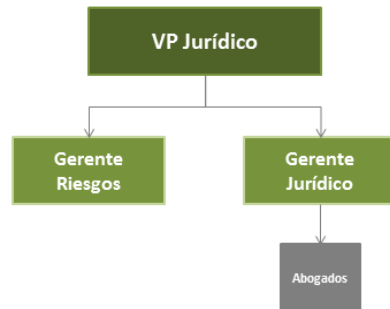 VP Jurídico
Gerente
Riesgos
Gerente
Jurídico
Abogados